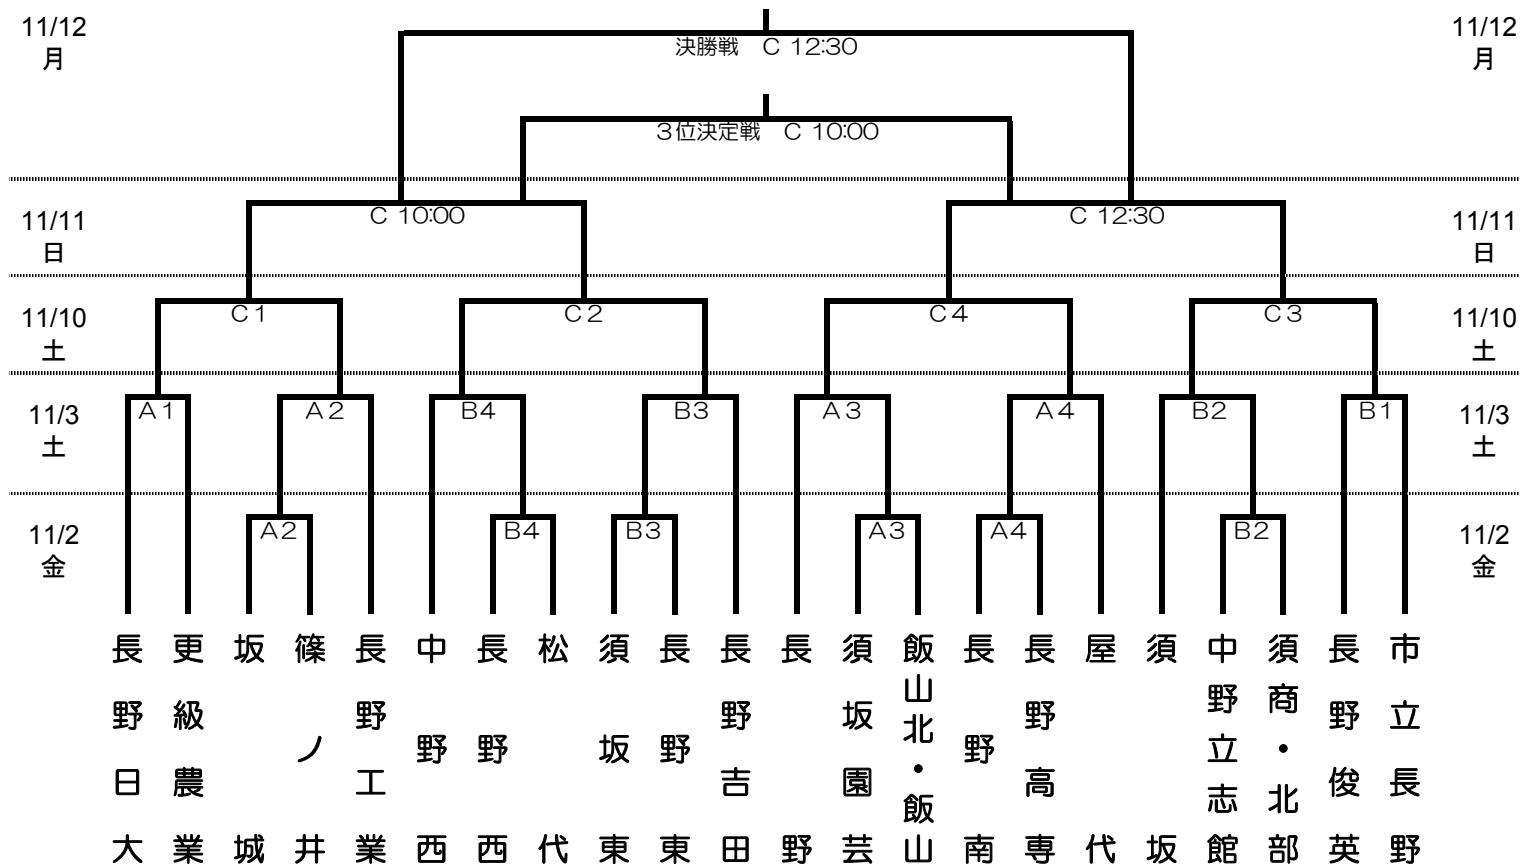 11/12
月
決勝戦　C 12:30
11/12
月
３位決定戦　C 10:00
11/11
日
C 10:00
C 12:30
11/11
日
11/10
土
C1
C2
C4
C3
11/10
土
11/3
土
A1
A2
B4
B3
A3
A4
B2
B1
11/3
土
11/2
金
A2
B4
B3
A3
A4
B2
11/2
金
長野日大
更級農業
坂城
篠ノ井
長野工業
中野西
長野西
松代
須坂東
長野東
長野吉田
長野
須坂園芸
飯山北・飯山
長野南
長野高専
屋代
須坂
中野立志館
須商・北部
長野俊英
市立長野